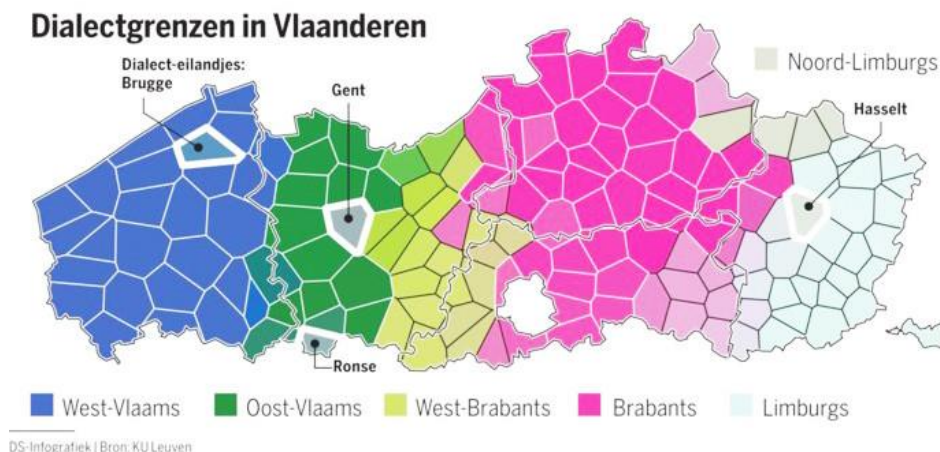 Dialectgrenzen in Vlaanderen
Dialect-eilandjes:
Brugge
Gent
Noord-Limburgs
Hasselt
Ronse
West-Vlaams
Oost-Vlaams
West-Brabants
Brabants
Limburgs
DS-Infografiek | Bron: KU Leuven